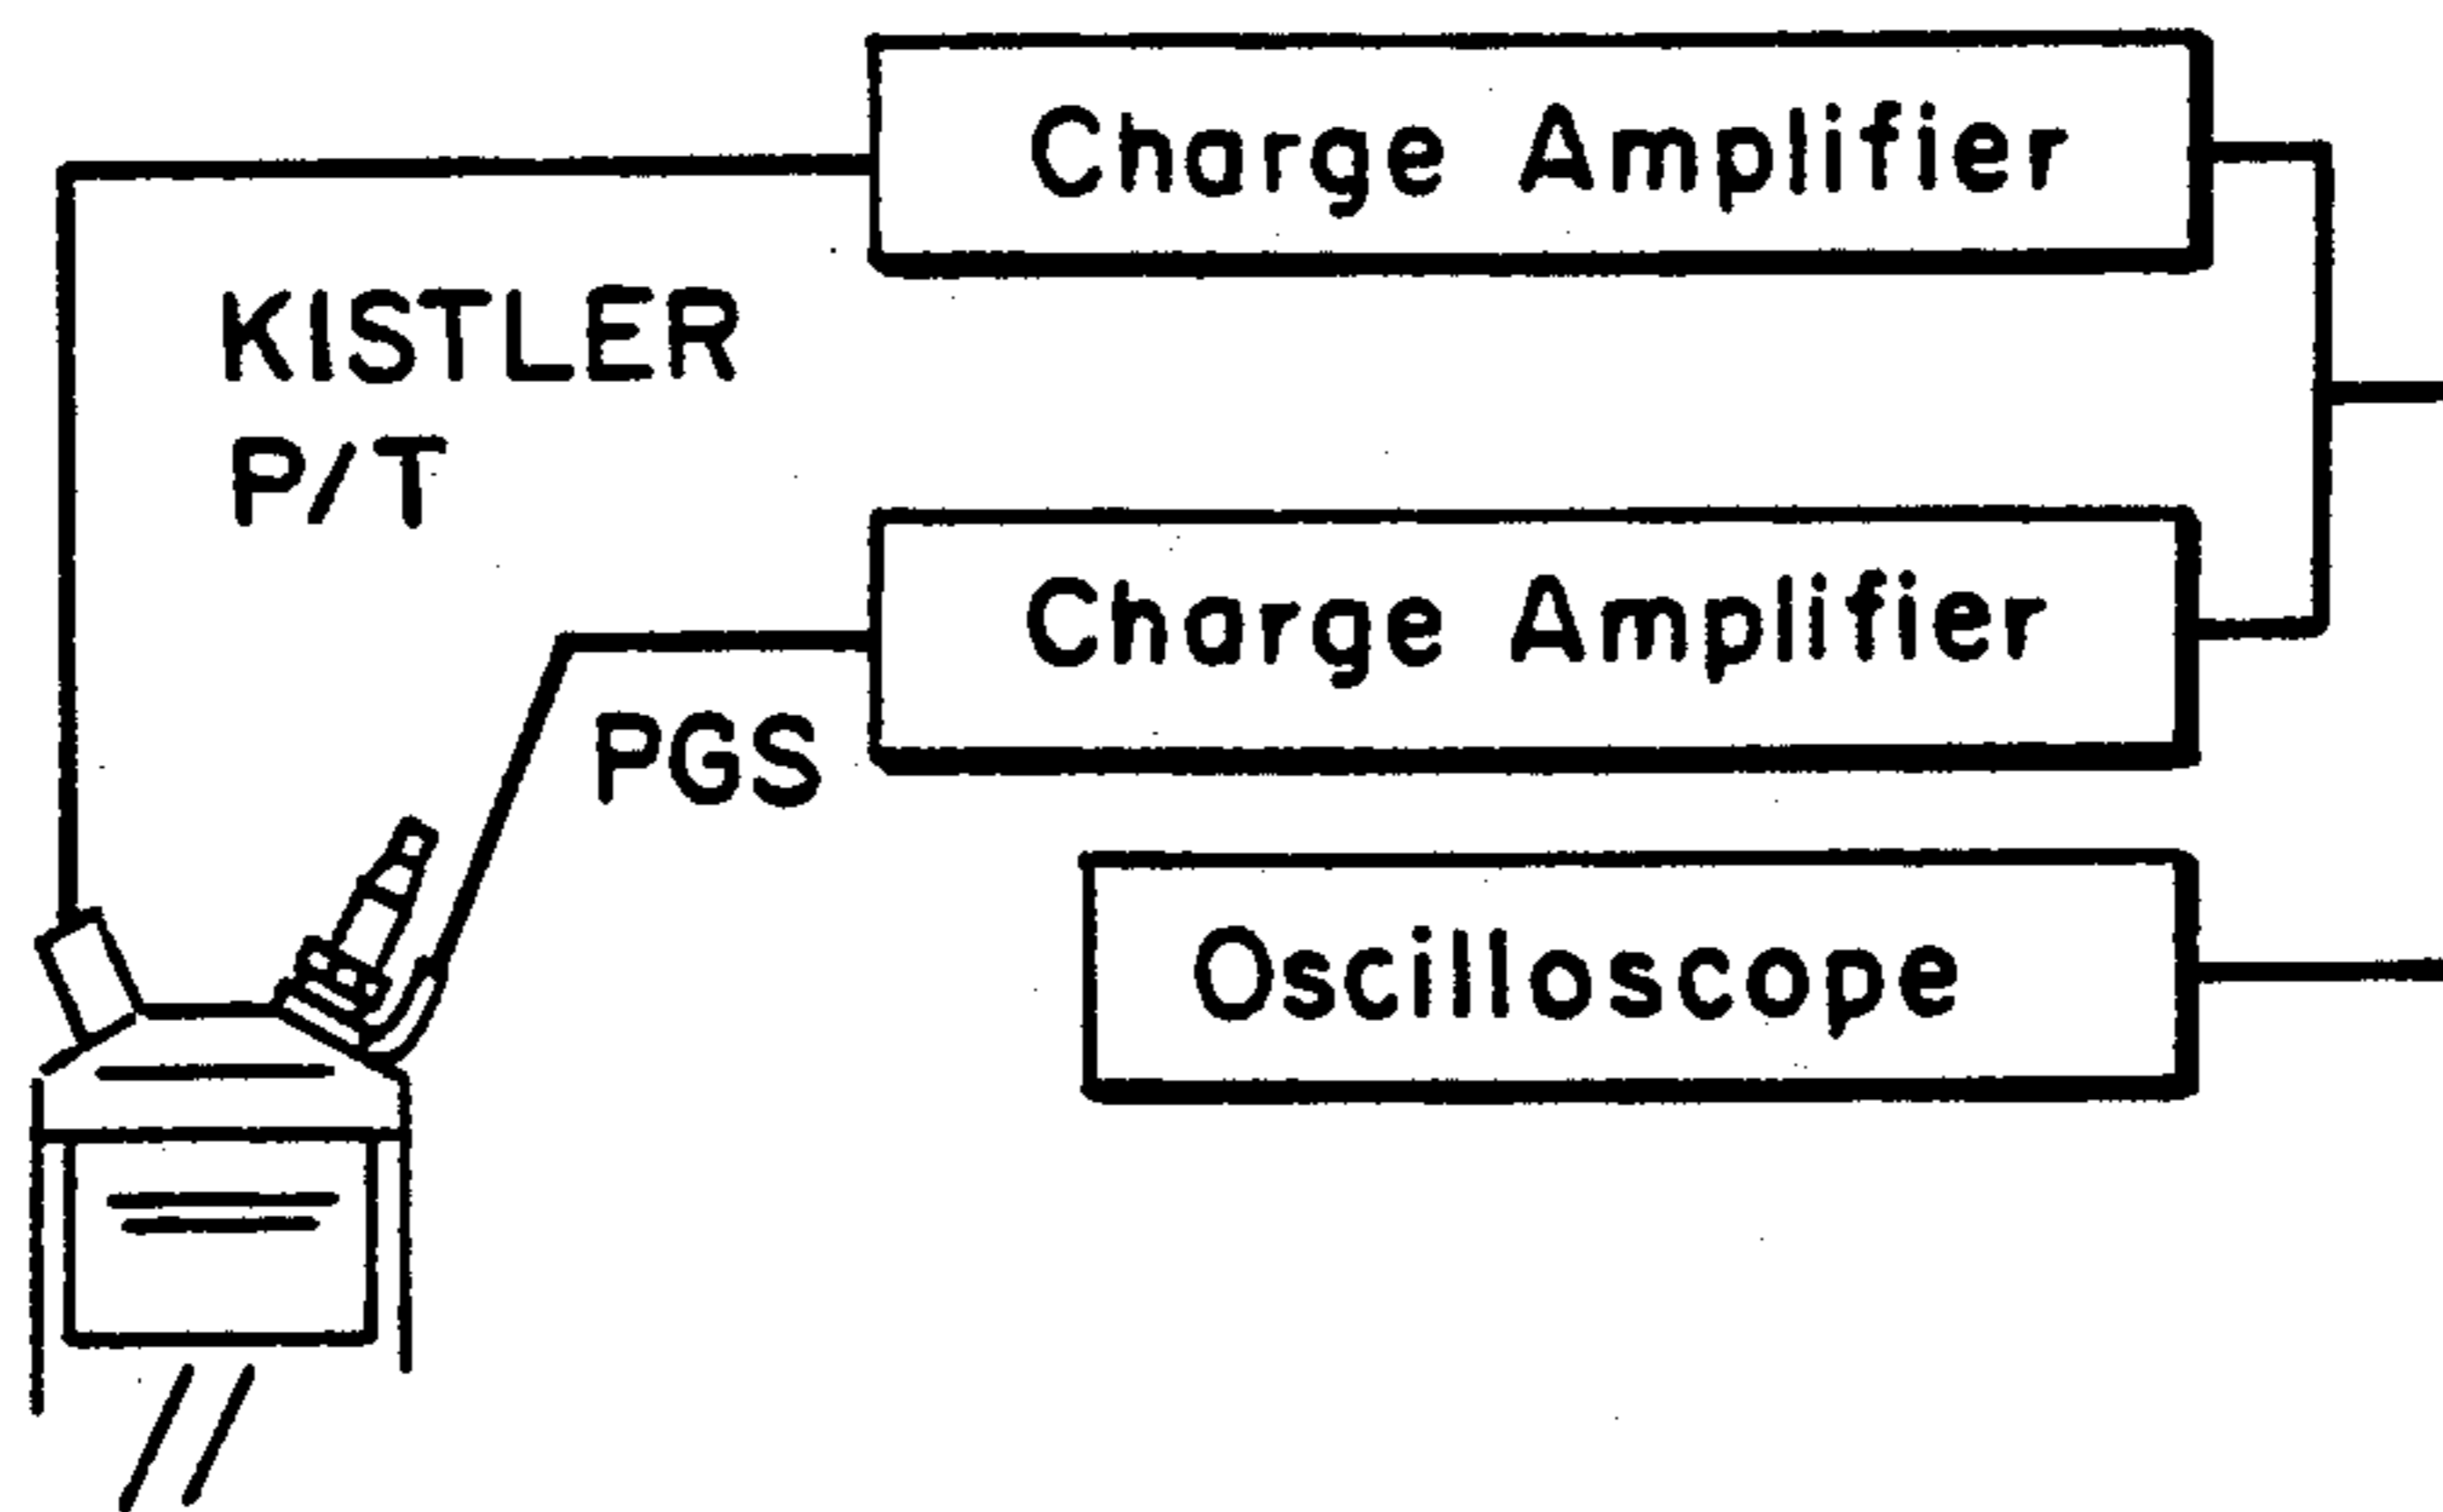 Charge Amplifier
KISTLER
P/T
Charge Amplifier
PGS
Oscilloscope